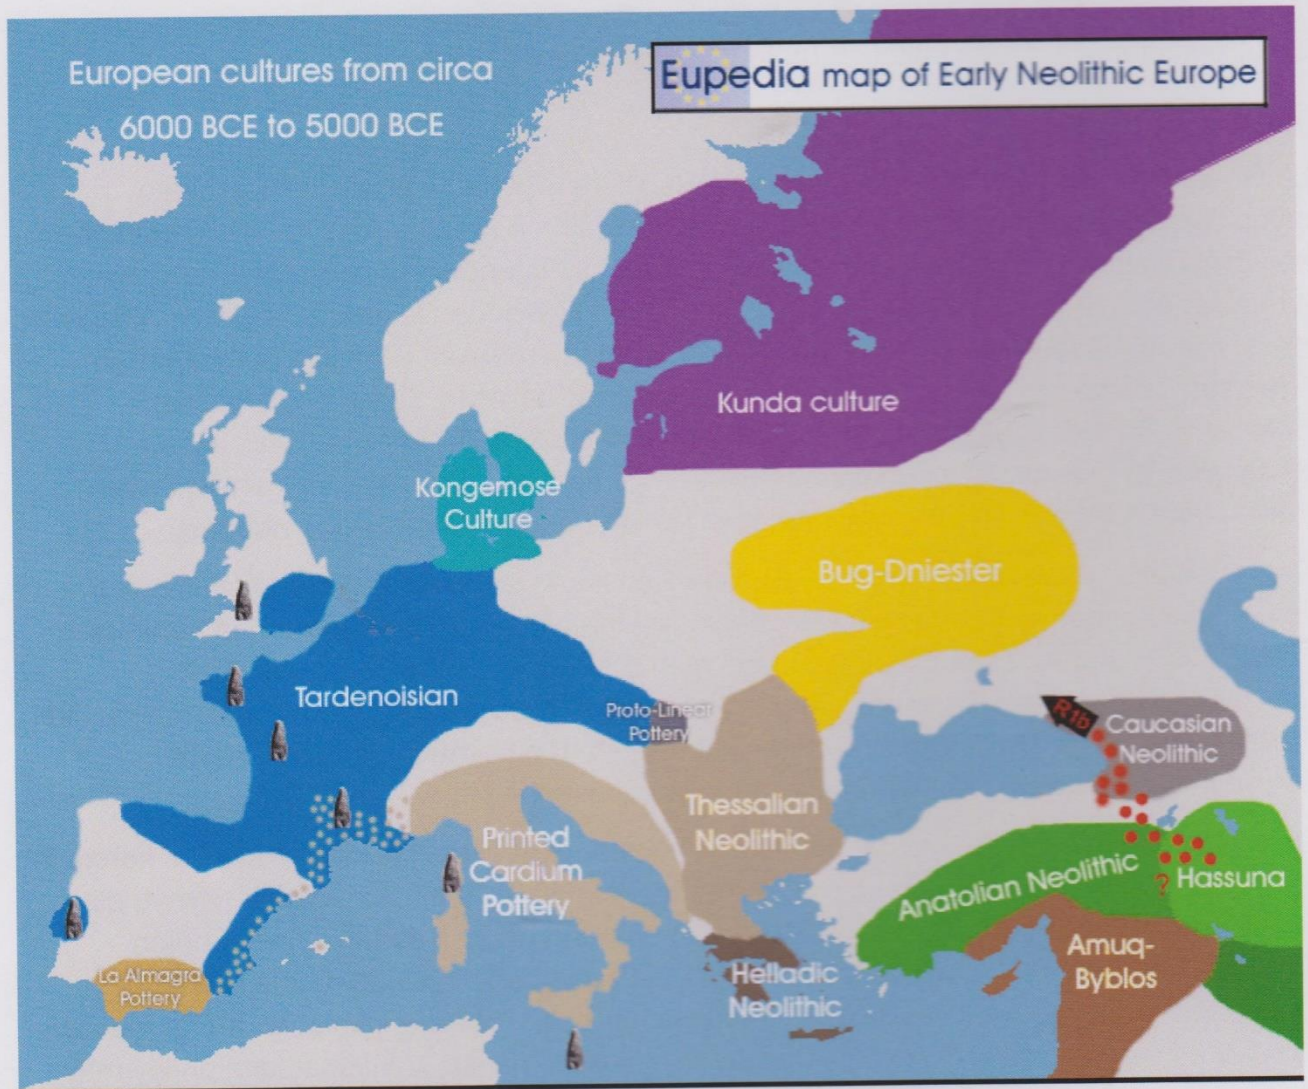 European cultures from circa
6000 BCE to 5000 BCE
Eupedia map of Early Neolithic Europe
Kunda culture
Kongemose
Culture
Bug-Dniester
Tardenoisian
Proto-Linear
Pottery
R1b
Caucasian
Neolithic
Thessalian
Neolithic
Printed
Cardium
Pottery
Anatolian Neolithic
?
Hassuna
La Almagra
Pottery
Helladic
Neolithic
Amuq-
Byblos